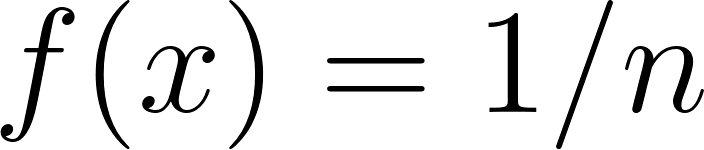 f(x) = 1/n